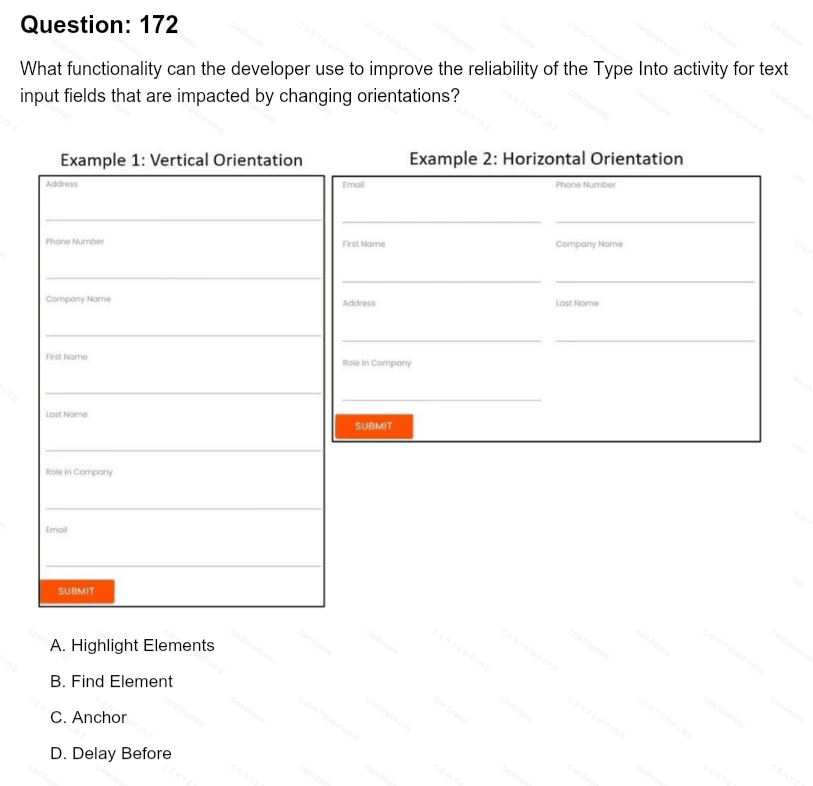 Question: 172
What functionality can the developer use to improve the reliability of the Type Into activity for text
input fields that are impacted by changing orientations?
Example 1: Vertical Orientation
Address
Phone Number
Company Name
First Name
Last Name
Role in Company
Email
SUBMIT
Example 2: Horizontal Orientation
Email
Phone Number
First Name
Company Name
Address
Last Name
Role in Company
SUBMIT
A. Highlight Elements
B. Find Element
C. Anchor
D. Delay Before